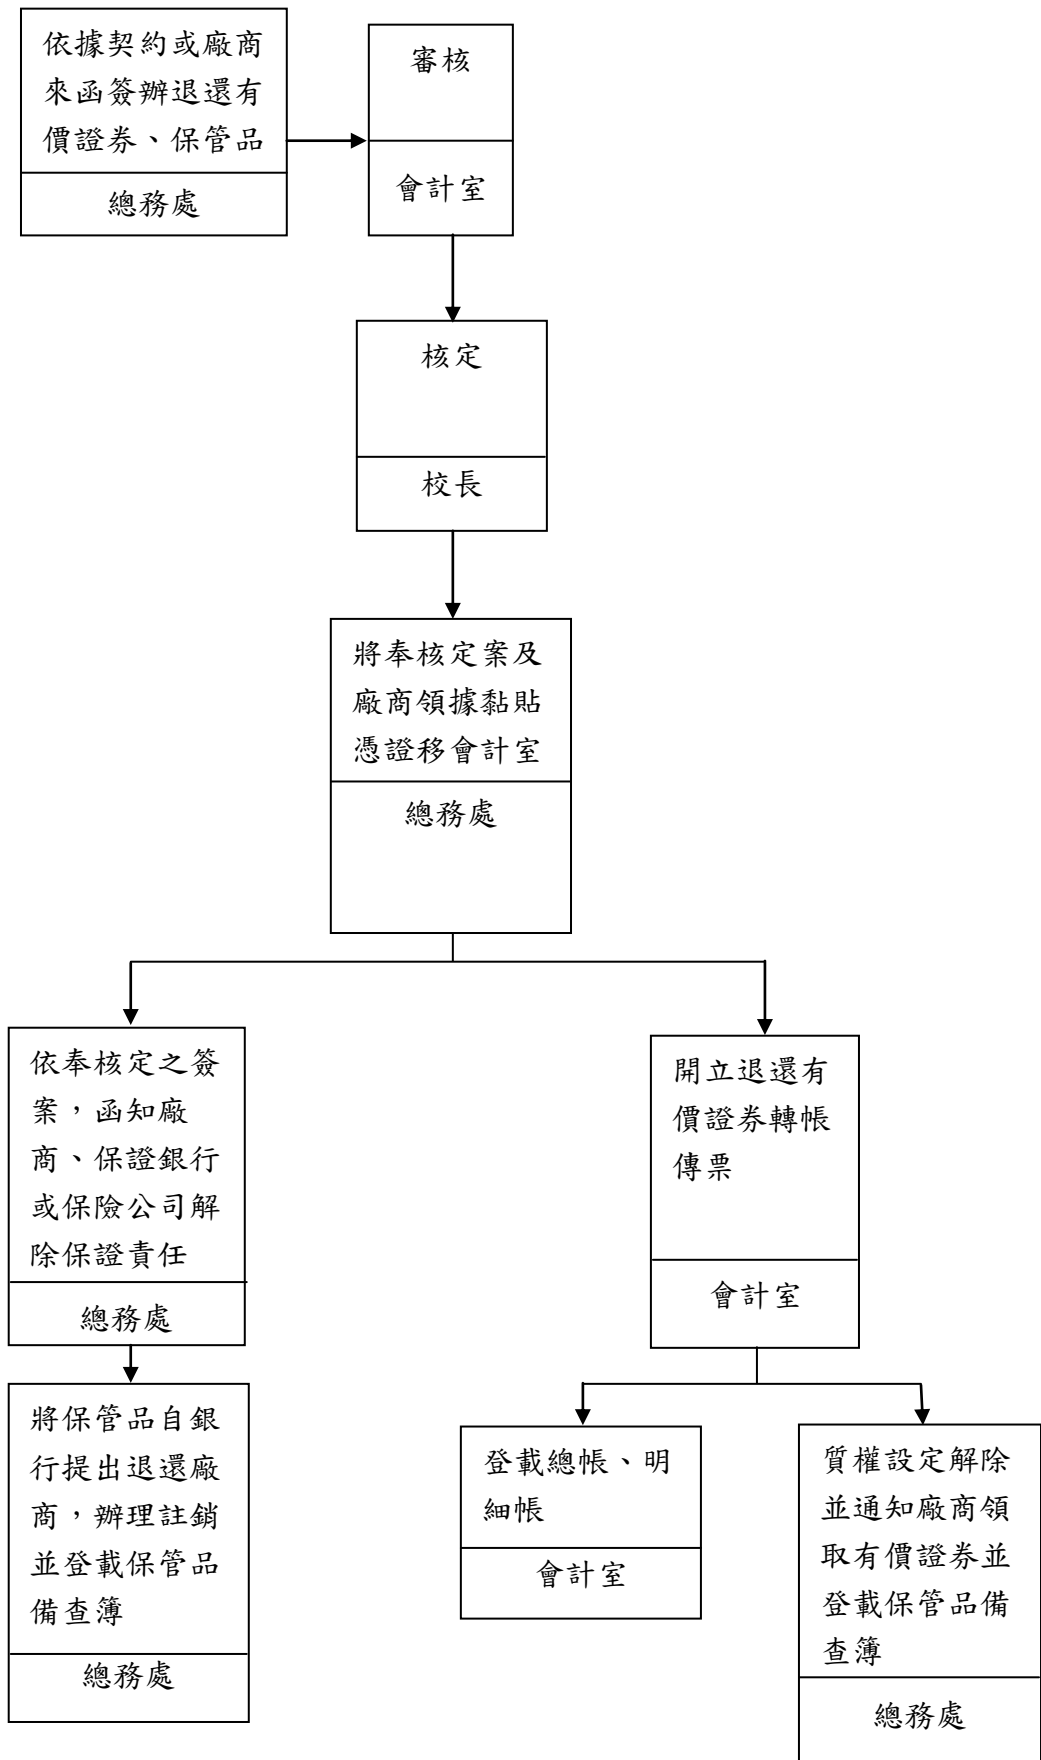 依據契約或廠商
來函簽辦退還有
價證券、保管品
總務處
審核
會計室
核定
校長
將奉核定案及
廠商領據黏貼
憑證移會計室
總務處
依奉核定之簽
案，函知廠
商、保證銀行
或保險公司解
除保證責任
總務處
將保管品自銀
行提出退還廠
商，辦理註銷
並登載保管品
備查簿
總務處
開立退還有
價證券轉帳
傳票
會計室
登載總帳、明
細帳
會計室
質權設定解除
並通知廠商領
取有價證券並
登載保管品備
查簿
總務處